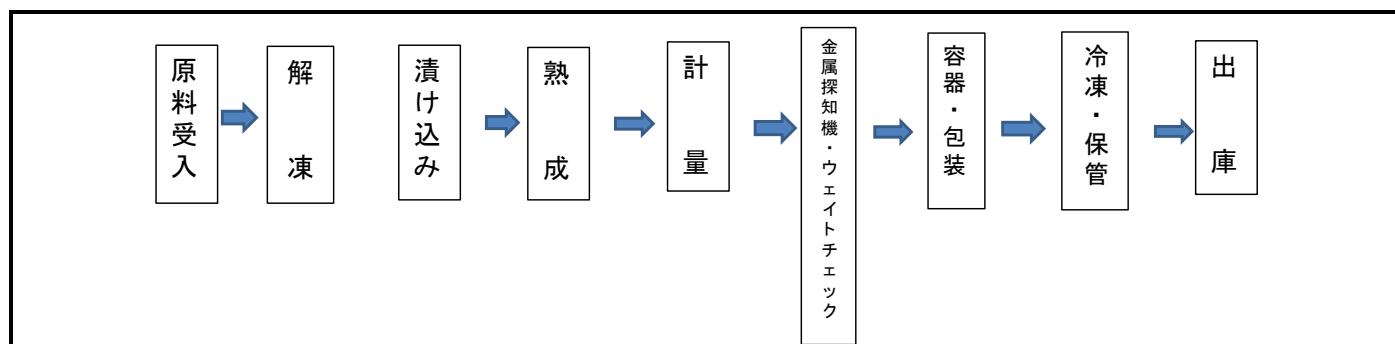 原料受入
解凍
漬け込み
熟成
計量
金属探知機・ウェイトチェック
容器・包装
冷凍・保管
出庫